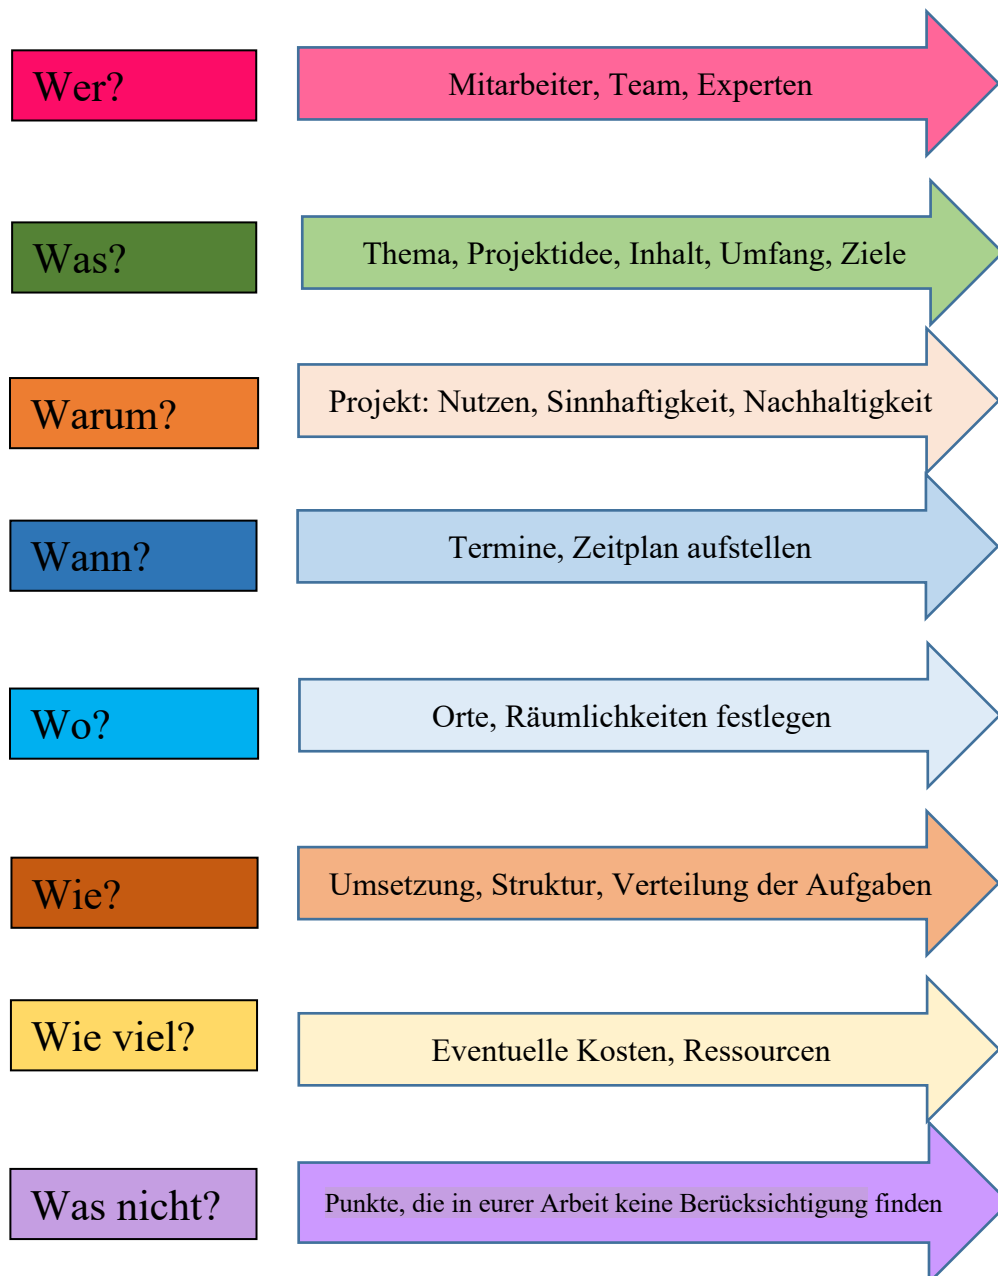 Wer?
Mitarbeiter, Team, Experten
Was?
Thema, Projektidee, Inhalt, Umfang, Ziele
Warum?
Projekt: Nutzen, Sinnhaftigkeit, Nachhaltigkeit
Wann?
Termine, Zeitplan aufstellen
Wo?
Orte, Räumlichkeiten festlegen
Wie?
Umsetzung, Struktur, Verteilung der Aufgaben
Wie viel?
Eventuelle Kosten, Ressourcen
Was nicht?
Punkte, die in eurer Arbeit keine Berücksichtigung finden